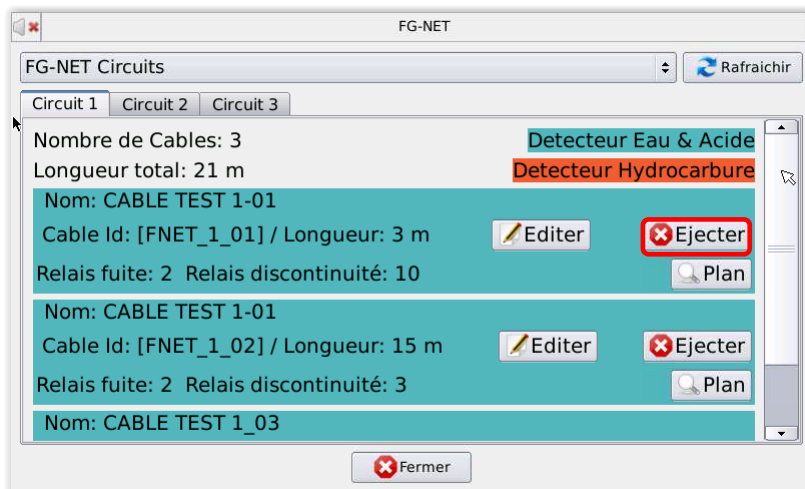 FG-NET
FG-NET Circuits Rafraichir
Circuit 1 Circuit 2 Circuit 3
Nombre de Cables: 3 Detecteur Eau & Acide
Longueur total: 21 m Detecteur Hydrocarbure
Nom: CABLE TEST 1-01
Cable Id: [FNET_1_01] / Longueur: 3 m Editer Ejecter
Relais fuite: 2 Relais discontinuité: 10 Plan
Nom: CABLE TEST 1-01
Cable Id: [FNET_1_02] / Longueur: 15 m Editer Ejecter
Relais fuite: 2 Relais discontinuité: 3 Plan
Nom: CABLE TEST 1_03
Fermer